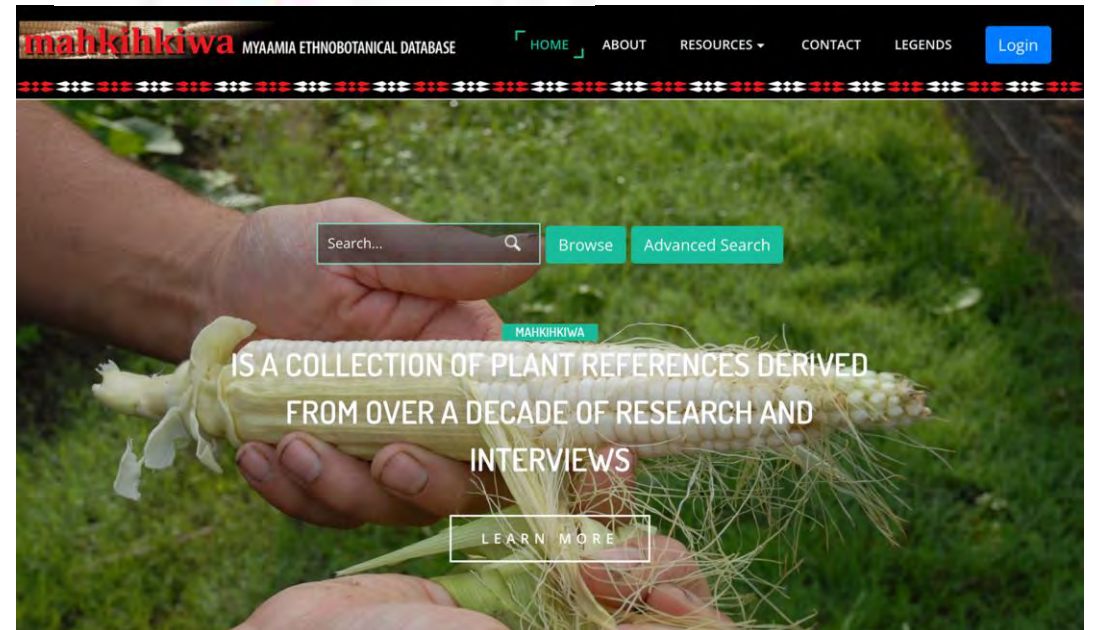 mahkihkiwa MYAAMIA ETHNOBOTANICAL DATABASE
HOME ABOUT RESOURCES CONTACT LEGENDS Login
Search... Browse Advanced Search
MAHKIHKIWA
IS A COLLECTION OF PLANT REFERENCES DERIVED
FROM OVER A DECADE OF RESEARCH AND
INTERVIEWS
LEARN MORE